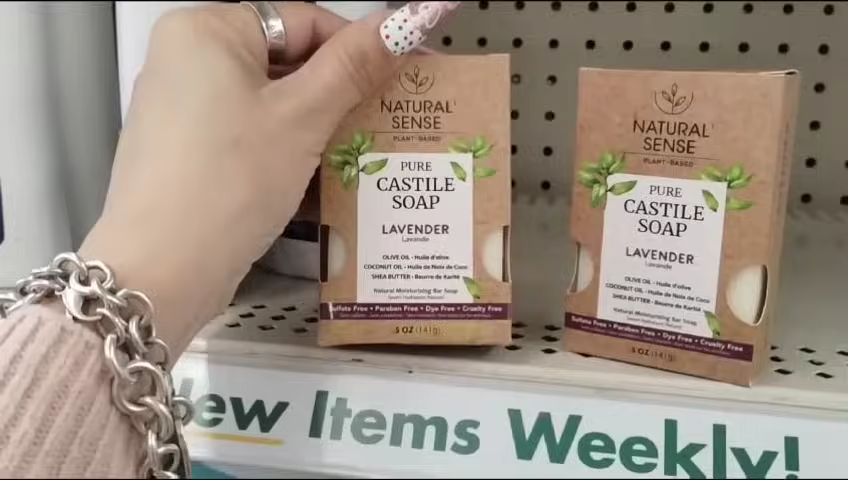 NATURAL
SENSE
PLANT-BASED
PURE
CASTILE
SOAP
LAVENDER
Lavande
OLIVE OIL - Huile d'olive
COCONUT OIL - Huile de Noix de Coco
SHEA BUTTER - Beurre de Karité
Natural Moisturizing Bar Soap
Sulfate Free • Paraben Free • Dye Free • Cruelty Free
5 OZ (141g)
NATURAL
SENSE
PLANT-BASED
PURE
CASTILE
SOAP
LAVENDER
Lavande
OLIVE OIL - Huile d'olive
COCONUT OIL - Huile de Noix de Coco
SHEA BUTTER - Beurre de Karité
Natural Moisturizing Bar Soap
Sulfate Free • Paraben Free • Dye Free • Cruelty Free
5 OZ (141g)
ew Items Weekly!